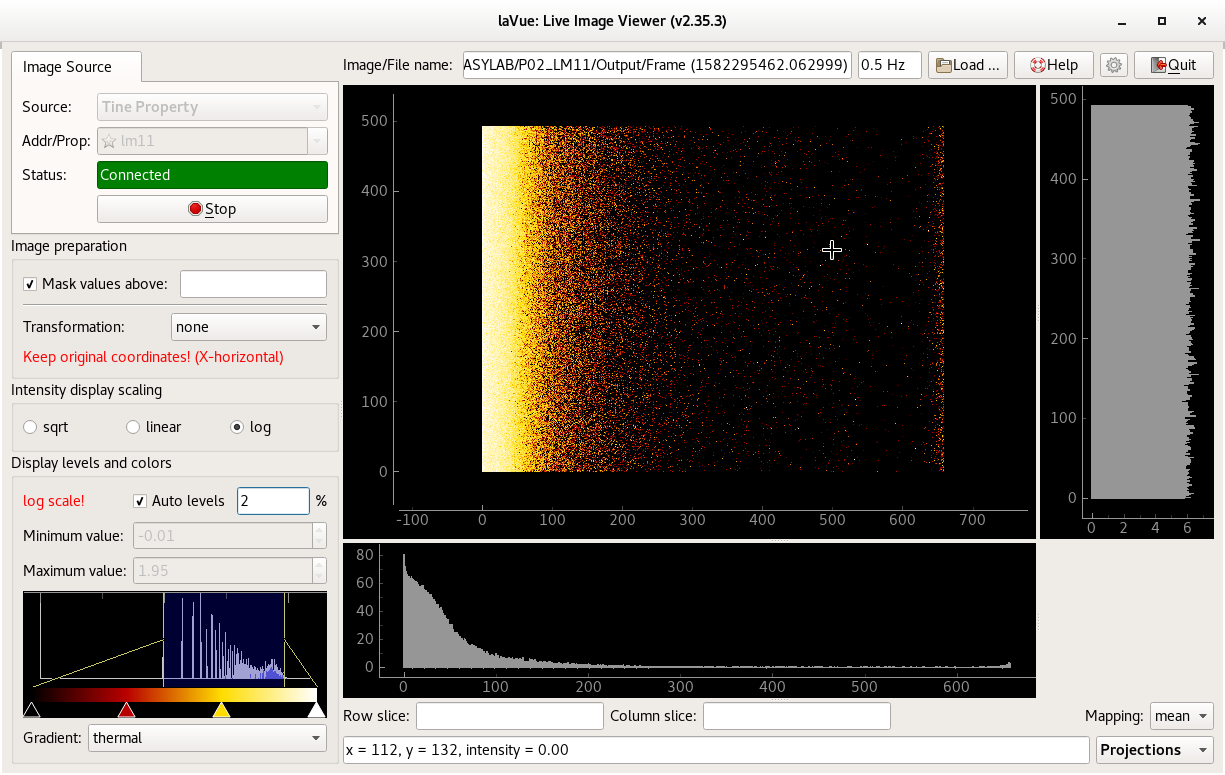 laVue: Live Image Viewer (v2.35.3)
Image Source
Source: Tine Property
Addr/Prop: lm11
Status: Connected
Stop
Image preparation
Mask values above:
Transformation: none
Keep original coordinates! (X-horizontal)
Intensity display scaling
sqrt linear log
Display levels and colors
log scale! Auto levels 2 %
Minimum value: -0.01
Maximum value: 1.95
Gradient: thermal
Image/File name: ASYLAB/P02_LM11/Output/Frame (1582295462.062999) 0.5 Hz Load ... Help Quit
500
400
300
200
100
0
-100 0 100 200 300 400 500 600 700
500
400
300
200
100
0
0 2 4 6
80
60
40
20
0
0 100 200 300 400 500 600
Row slice: Column slice: Mapping: mean
x = 112, y = 132, intensity = 0.00 Projections